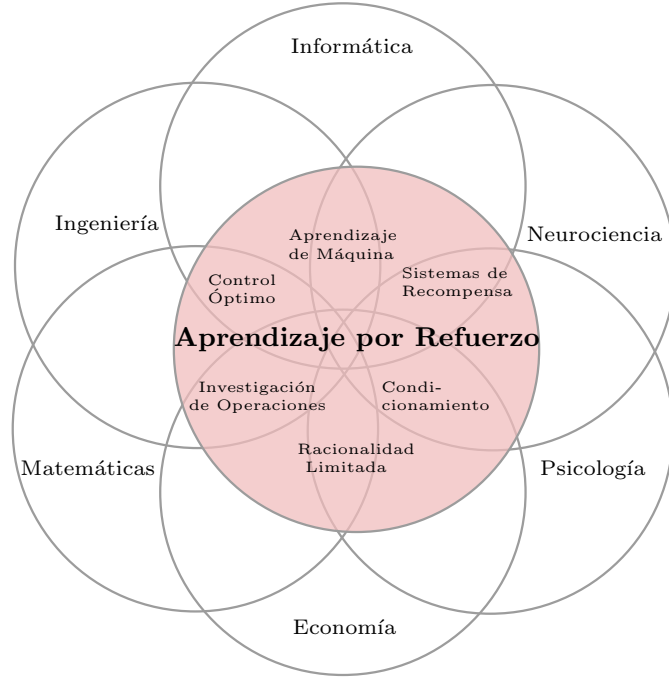 Informática
Ingeniería
Neurociencia
Aprendizaje
de Máquina
Sistemas de
Recompensa
Control
Óptimo
Aprendizaje por Refuerzo
Investigación
de Operaciones
Condi-
cionamiento
Racionalidad
Limitada
Matemáticas
Psicología
Economía